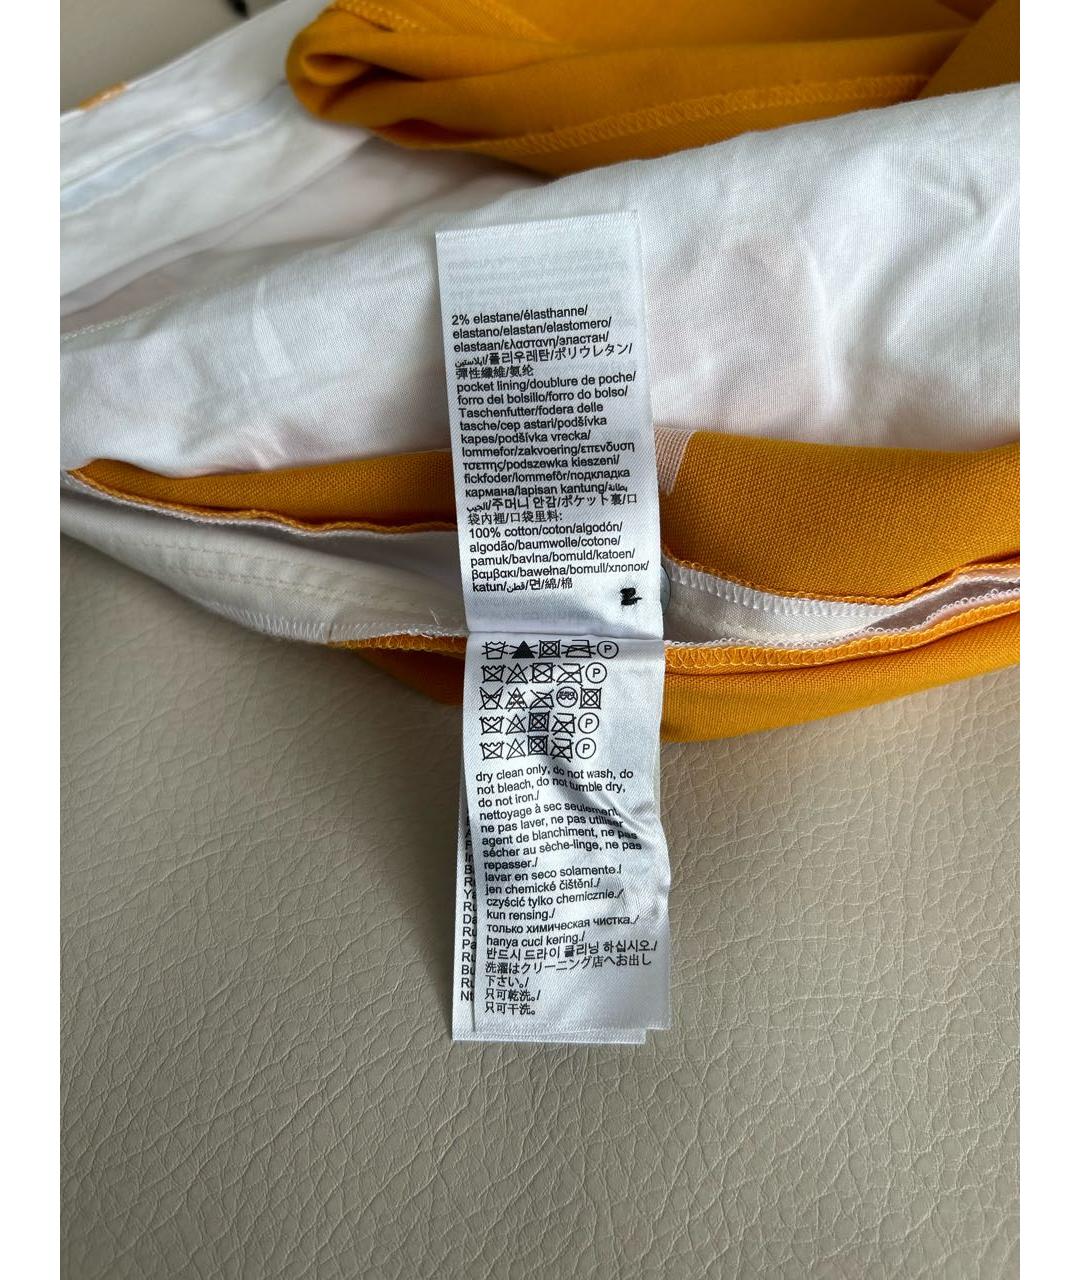 2% elastane/élasthanne/
elastano/elastan/elastomero/
elastaan/ελαστανη/эластан/
ايلاستين/폴리우레탄/ポリウレタン/
彈性纖維/氨纶
pocket lining/doublure de poche/
forro del bolsillo/forro do bolso/
Taschenfutter/fodera delle
tasche/cep astari/podšívka
kapes/podšívka vrecka/
lommefor/zakvoering/επενδυση
τσεπης/podszewka kieszeni/
fickfoder/lommefôr/подкладка
кармана/lapisan kantung/بطانة
الجيب/주머니 안감/ポケット裏/口
袋內裡/口袋里料:
100% cotton/coton/algodón/
algodão/baumwolle/cotone/
pamuk/bavlna/bomuld/katoen/
βαμβακι/bawełna/bomull/хлопок/
katun/قطن/면/綿/棉
P
P
P
P
dry clean only, do not wash, do
not bleach, do not tumble dry,
do not iron./
nettoyage à sec seulement,
ne pas laver, ne pas utiliser
agent de blanchiment, ne pas
sécher au sèche-linge, ne pas
repasser./
lavar en seco solamente./
jen chemické čištění./
czyścić tylko chemicznie./
kun rensing./
только химическая чистка./
hanya cuci kering./
반드시 드라이 클리닝 하십시오./
洗濯はクリーニング店へお出し
下さい。/
只可乾洗。/
只可干洗。